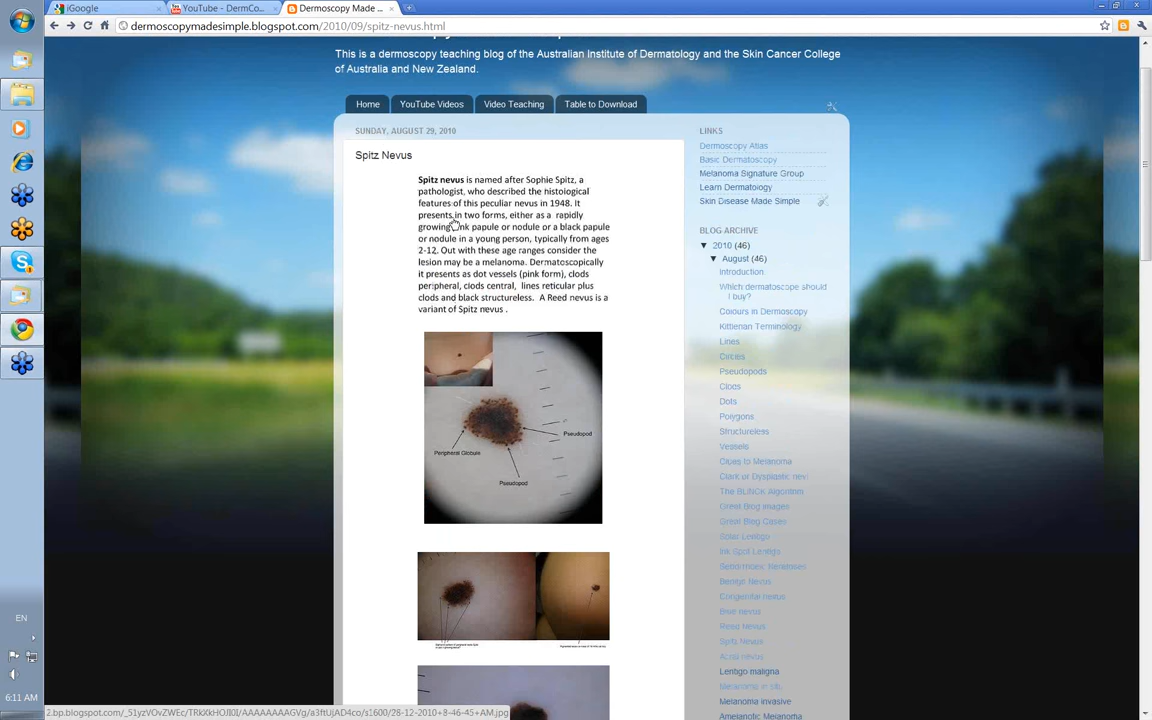 iGoogle
YouTube - DermCo...
Dermoscopy Made ...
dermoscopymadesimple.blogspot.com/2010/09/spitz-nevus.html
This is a dermoscopy teaching blog of the Australian Institute of Dermatology and the Skin Cancer College
of Australia and New Zealand.
Home
YouTube Videos
Video Teaching
Table to Download
SUNDAY, AUGUST 29, 2010
Spitz Nevus
Spitz nevus is named after Sophie Spitz, a
pathologist, who described the histological
features of this peculiar nevus in 1948. It
presents in two forms, either as a rapidly
growing pink papule or nodule or a black papule
or nodule in a young person, typically from ages
2-12. Out with these age ranges consider the
lesion may be a melanoma. Dermatoscopically
it presents as dot vessels (pink form), clods
peripheral, clods central, lines reticular plus
clods and black structureless. A Reed nevus is a
variant of Spitz nevus .
Pseudopod
Peripheral Globule
Pseudopod
LINKS
Dermoscopy Atlas
Basic Dermatoscopy
Melanoma Signature Group
Learn Dermatology
Skin Disease Made Simple
BLOG ARCHIVE
▼ 2010 (46)
▼ August (46)
Introduction
Which dermatoscope should
I buy?
Colours in Dermoscopy
Kittlerian Terminology
Lines
Circles
Pseudopods
Clods
Dots
Polygons
Structureless
Vessels
Clues to Melanoma
Clark or Dysplastic nevi
The BLINCK Algorithm
Great Blog Images
Great Blog Cases
Solar Lentigo
Ink Spot Lentigo
Seborrhoeic Keratoses
Benign Nevus
Congenital nevus
Blue nevus
Reed Nevus
Spitz Nevus
Acral nevus
Lentigo maligna
Melanoma in situ
Melanoma invasive
Amelanotic Melanoma
EN
6:11 AM